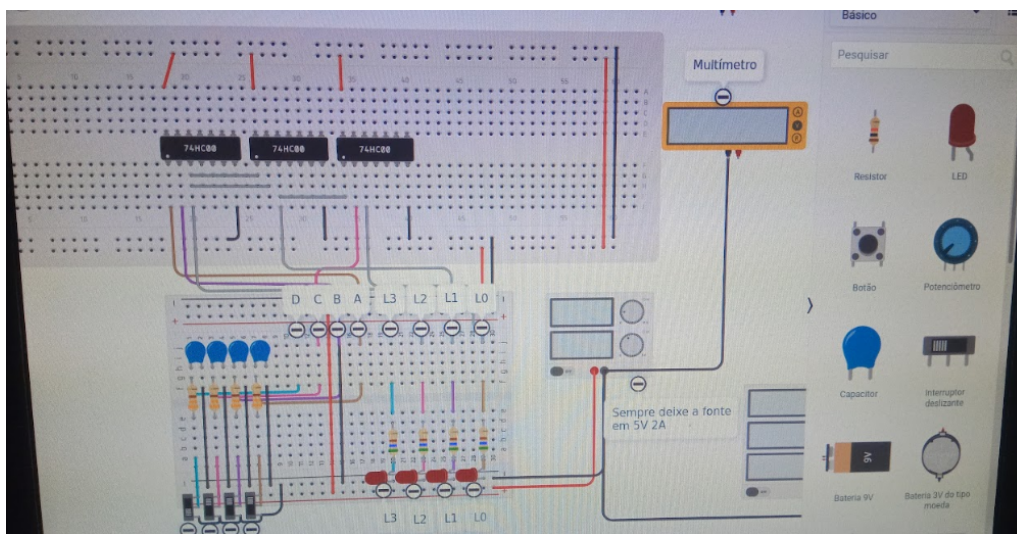 Básico
Pesquisar
Multímetro
Resistor
LED
Botão
Potenciômetro
Capacitor
Interruptor
deslizante
Bateria 9V
Bateria 3V do tipo
moeda
9V
74HC00
74HC00
74HC00
D C B A L3 L2 L1 L0
Sempre deixe a fonte
em 5V 2A
L3 L2 L1 L0